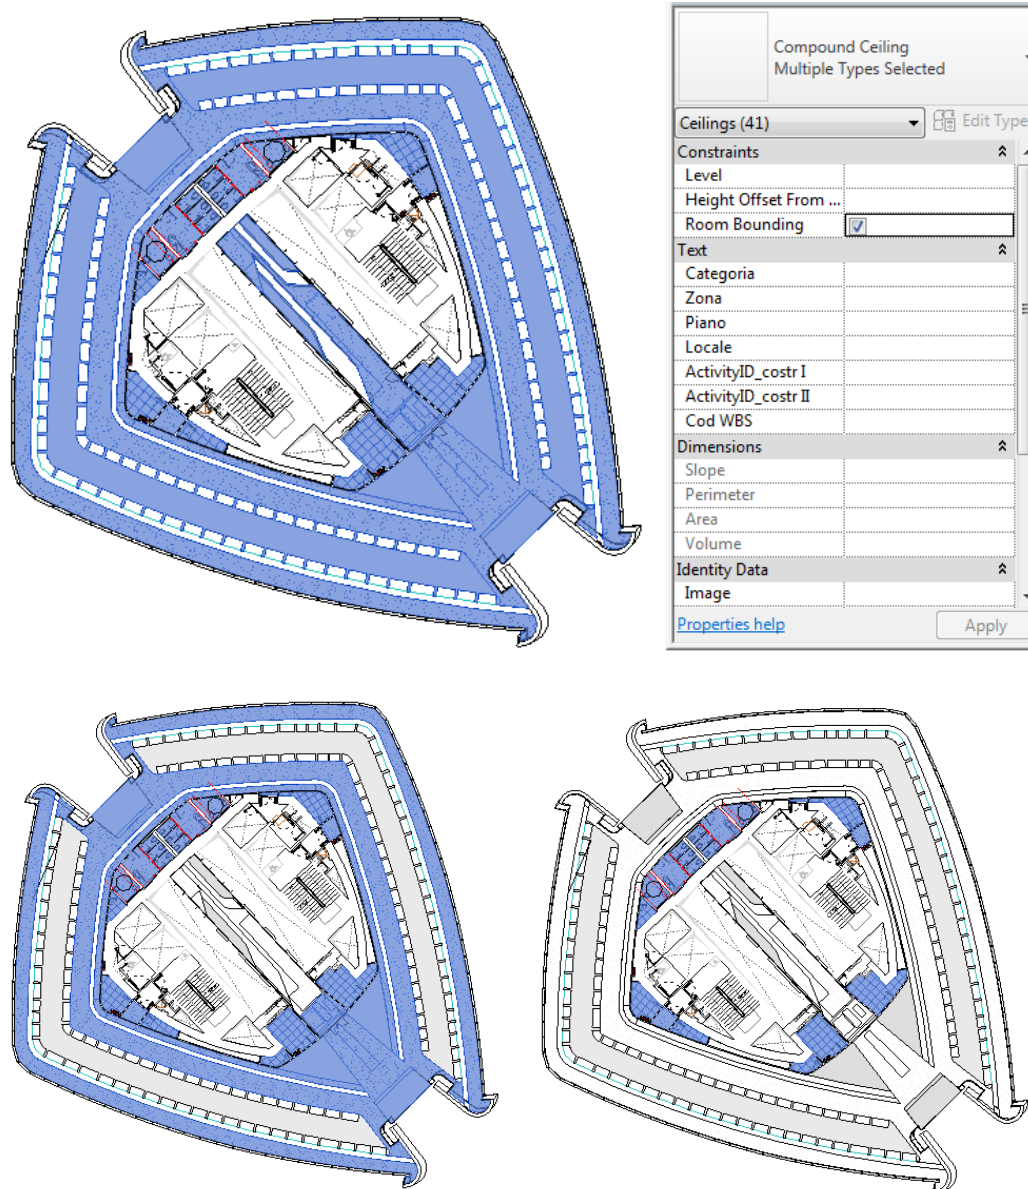 Compound Ceiling
Multiple Types Selected
Ceilings (41)
Edit Type
Constraints
Level
Height Offset From ...
Room Bounding
Text
Categoria
Zona
Piano
Locale
ActivityID_costr I
ActivityID_costr II
Cod WBS
Dimensions
Slope
Perimeter
Area
Volume
Identity Data
Image
Properties help
Apply